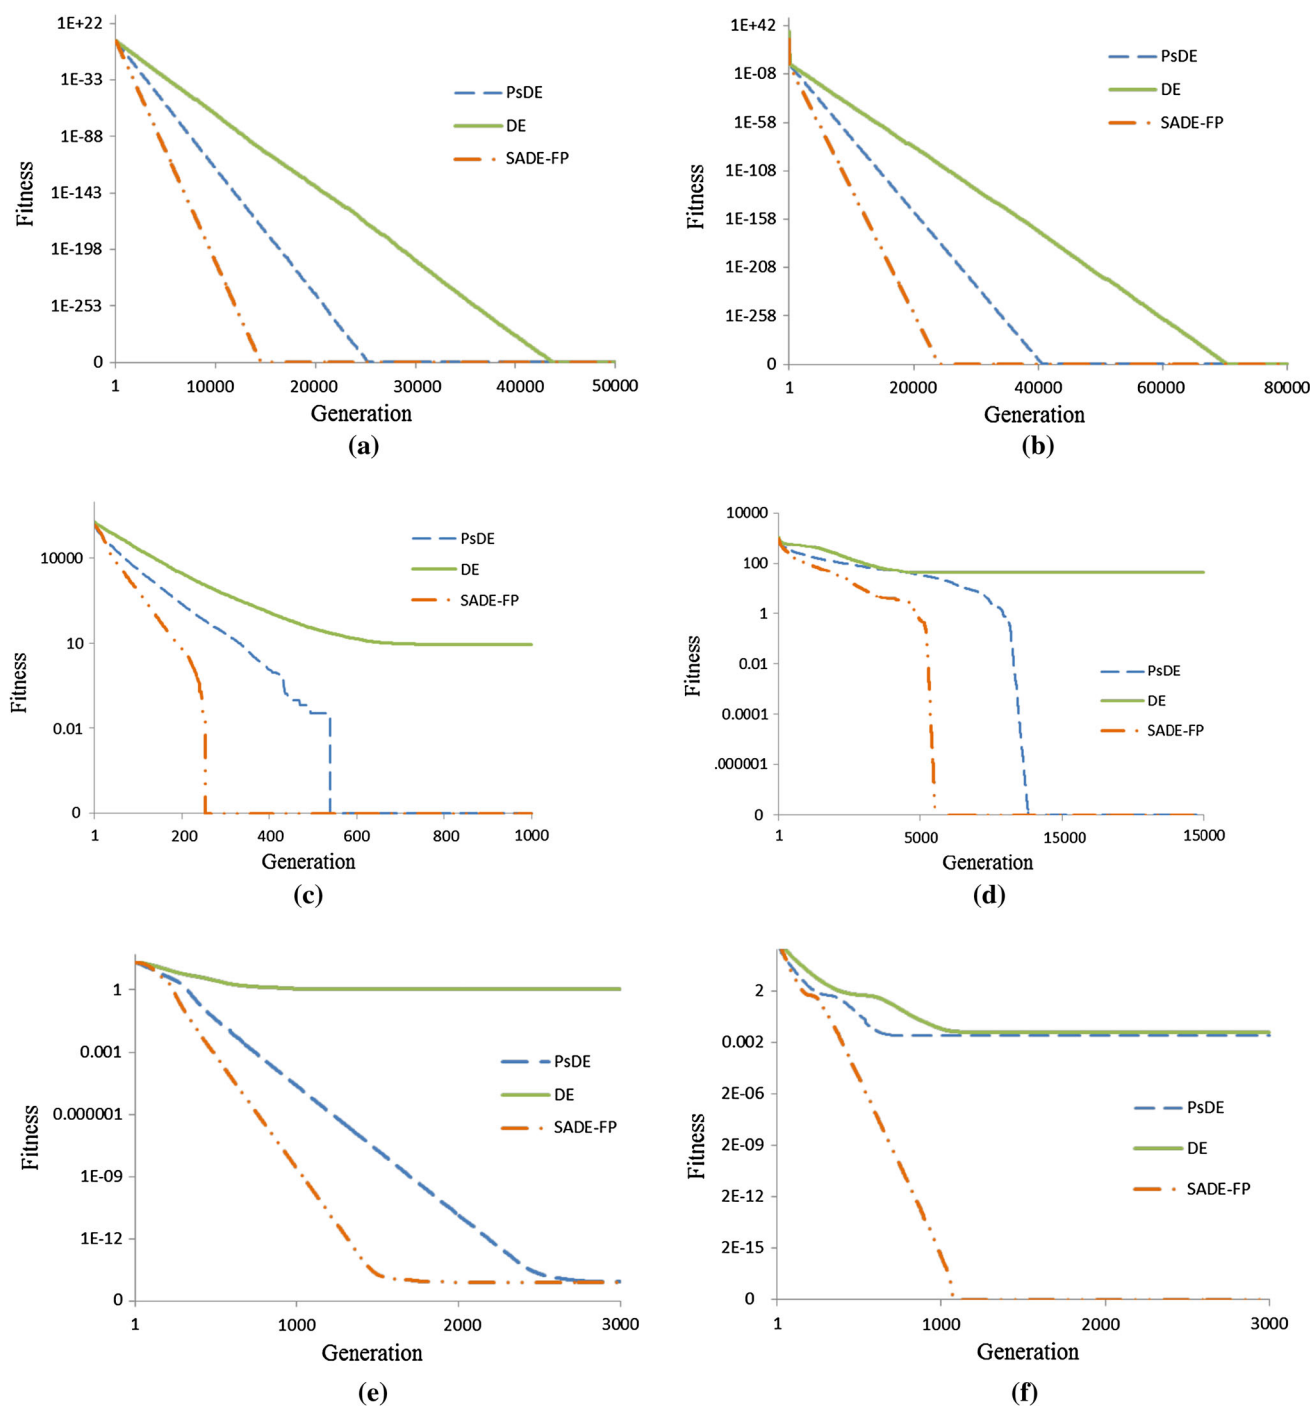 1E+22
1E-33
1E-88
1E-143
1E-198
1E-253
0
Fitness
PsDE
DE
SADE-FP
1 10000 20000 30000 40000 50000
Generation
(a)
1E+42
1E-08
1E-58
1E-108
1E-158
1E-208
1E-258
0
Fitness
PsDE
DE
SADE-FP
1 20000 40000 60000 80000
Generation
(b)
10000
10
0.01
0
Fitness
PsDE
DE
SADE-FP
1 200 400 600 800 1000
Generation
(c)
10000
100
1
0.01
0.0001
.000001
0
Fitness
PsDE
DE
SADE-FP
1 5000 15000 15000
Generation
(d)
1
0.001
0.000001
1E-09
1E-12
0
Fitness
PsDE
DE
SADE-FP
1 1000 2000 3000
Generation
(e)
2
0.002
2E-06
2E-09
2E-12
2E-15
0
Fitness
PsDE
DE
SADE-FP
1 1000 2000 3000
Generation
(f)